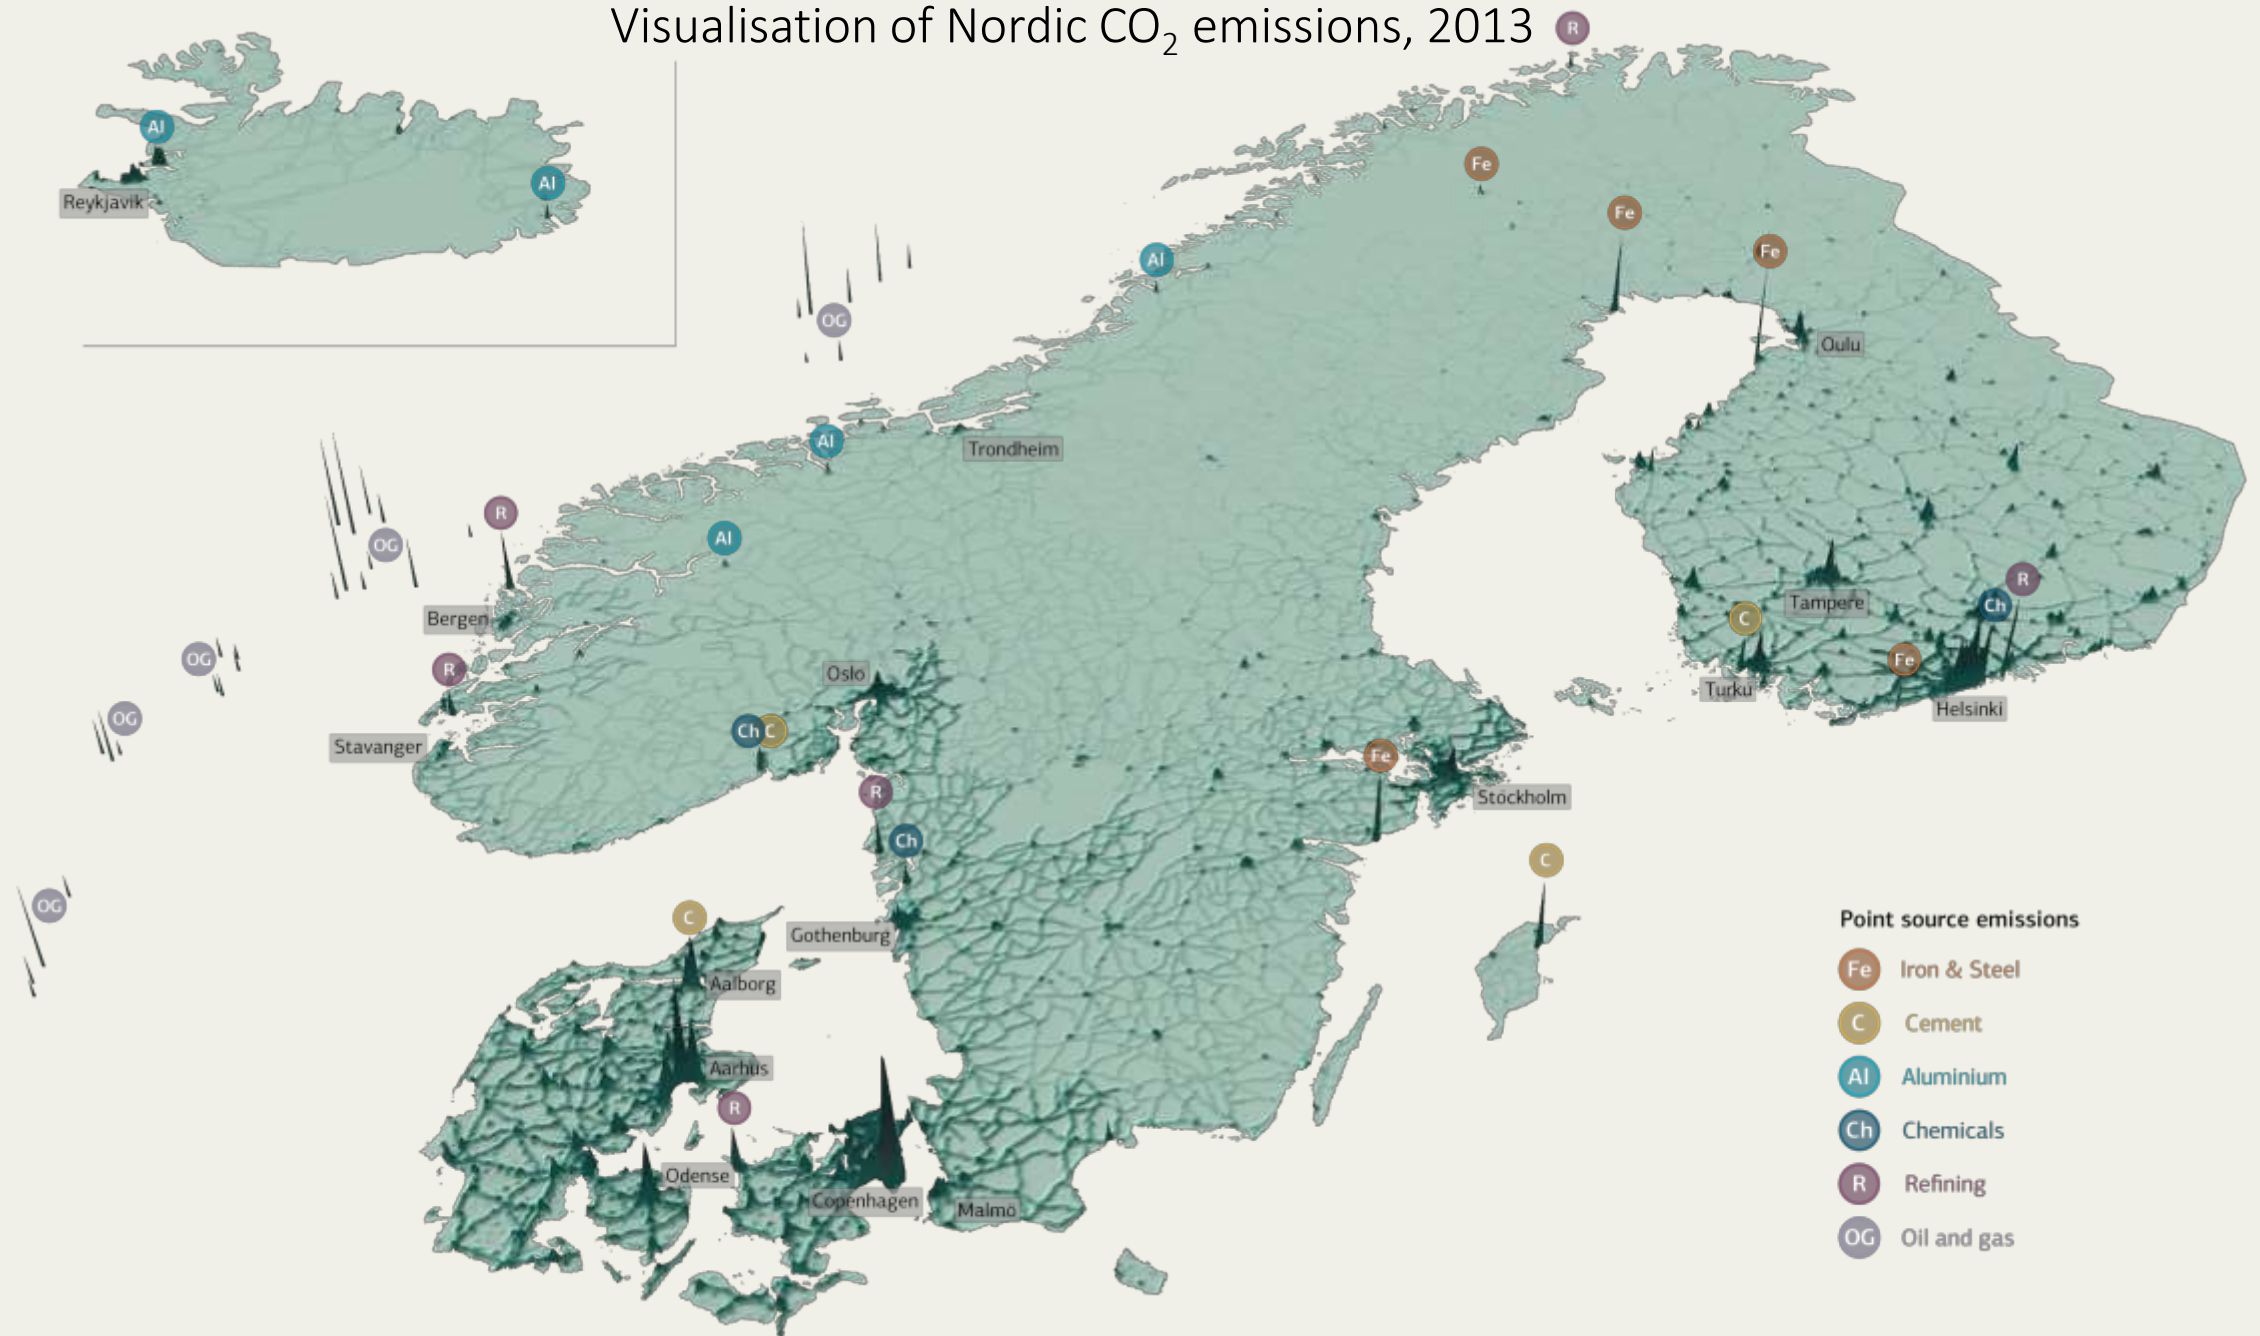 Visualisation of Nordic CO₂ emissions, 2013
R
Al
Al
Reykjavik
Fe
Fe
Fe
Al
OG
Oulu
Al
Trondheim
R
OG
Al
Bergen
R
Ch
C
Tampere
OG
R
Oslo
Fe
Turku
Helsinki
OG
Ch
C
Stavanger
Fe
R
Stockholm
Ch
C
OG
C
Gothenburg
Aalborg
Aarhus
R
Odense
Copenhagen
Malmö
Point source emissions
Fe Iron & Steel
C Cement
Al Aluminium
Ch Chemicals
R Refining
OG Oil and gas